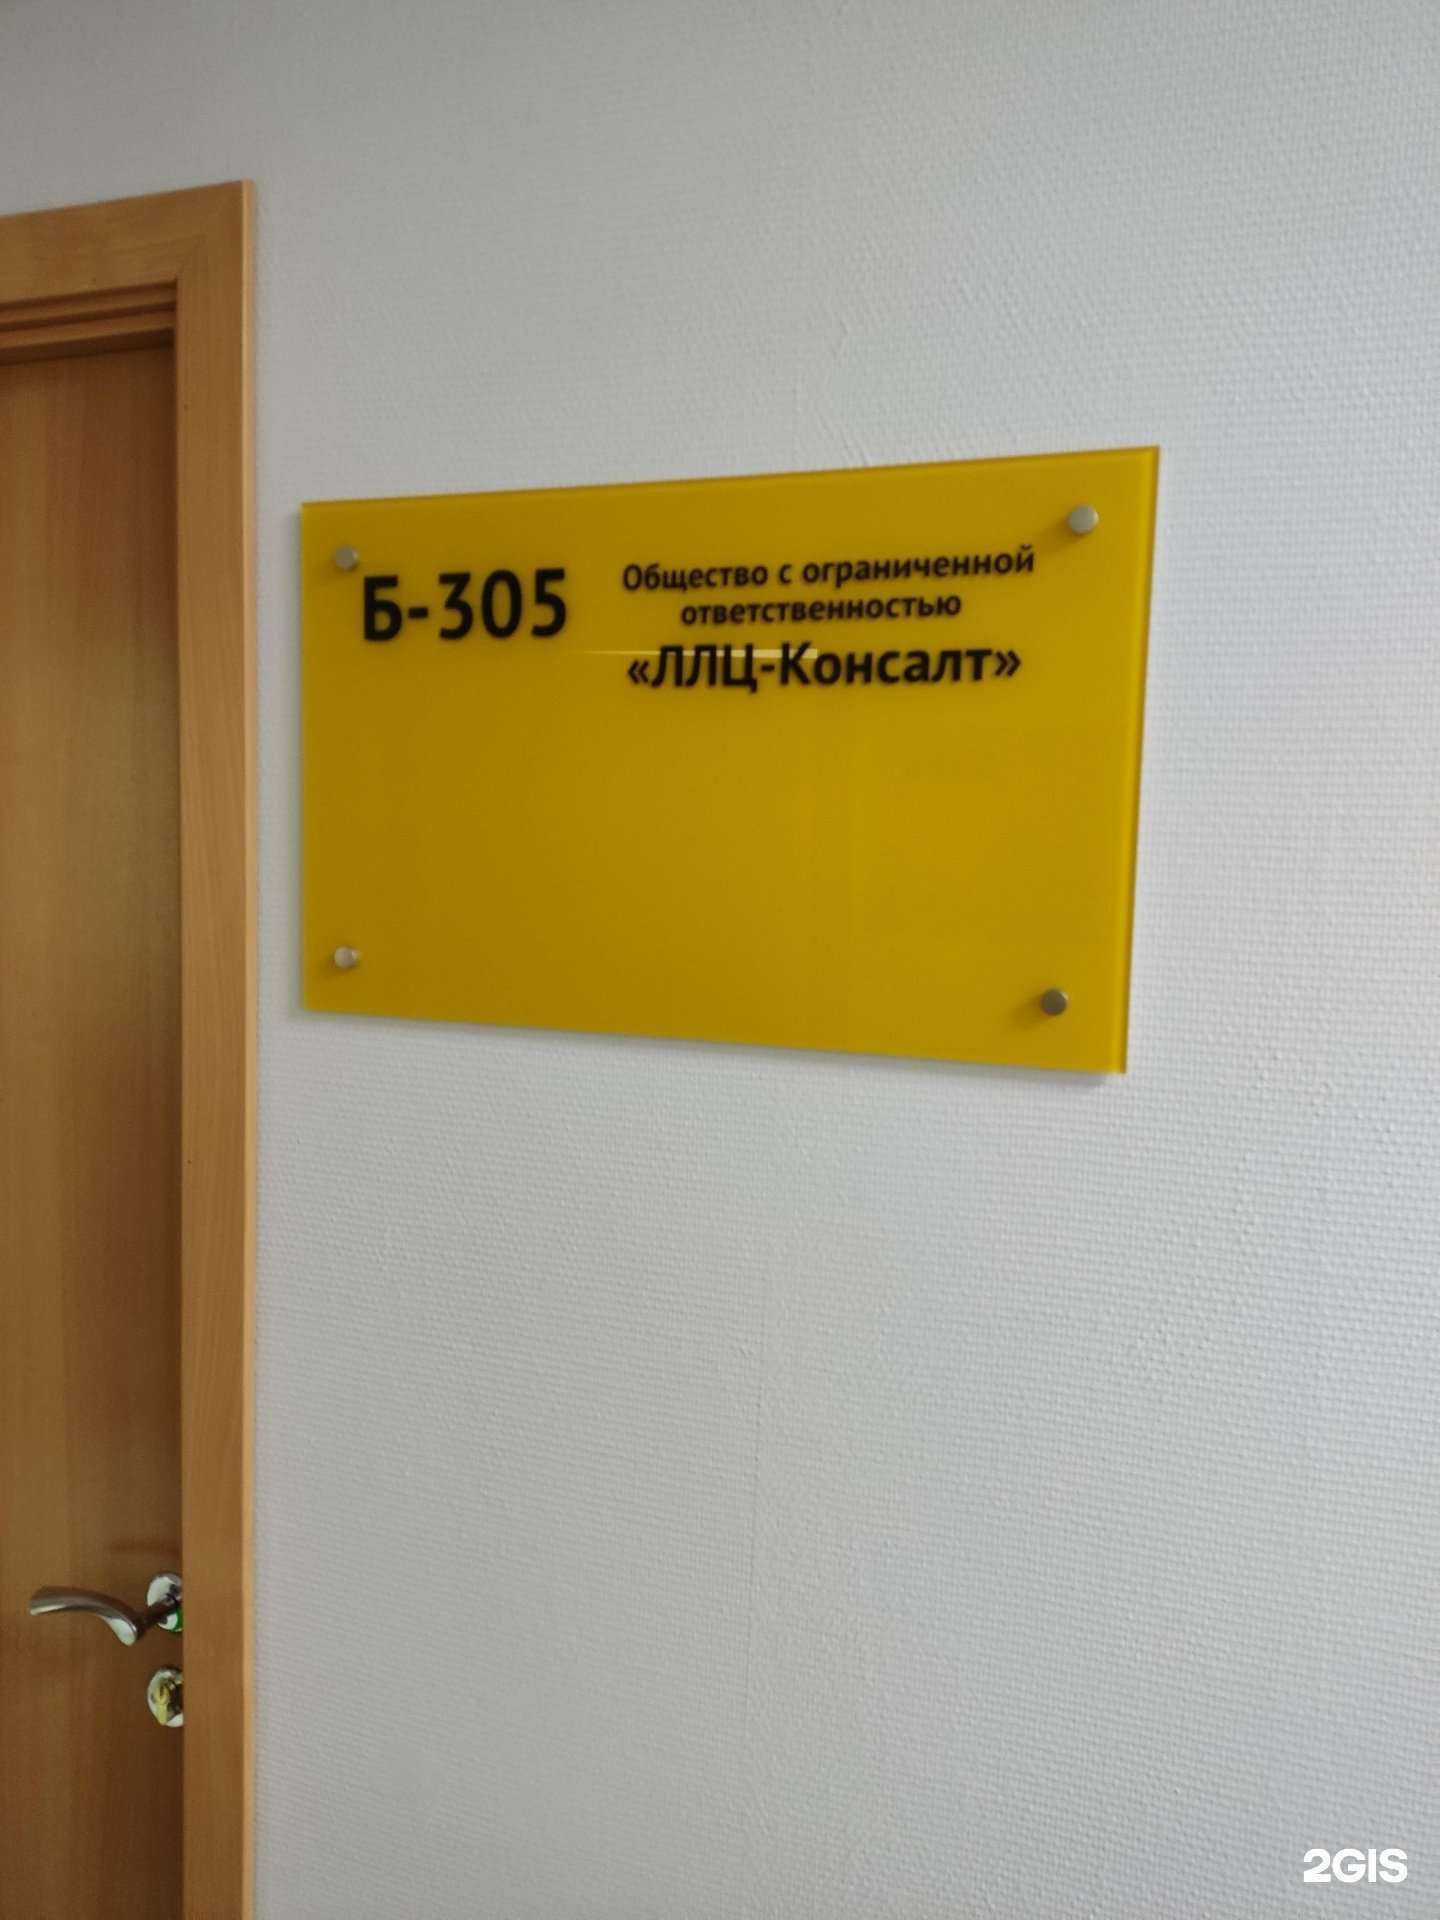 Б-305
Общество с ограниченной
ответственностью
«ЛЛЦ-Консалт»
2GIS